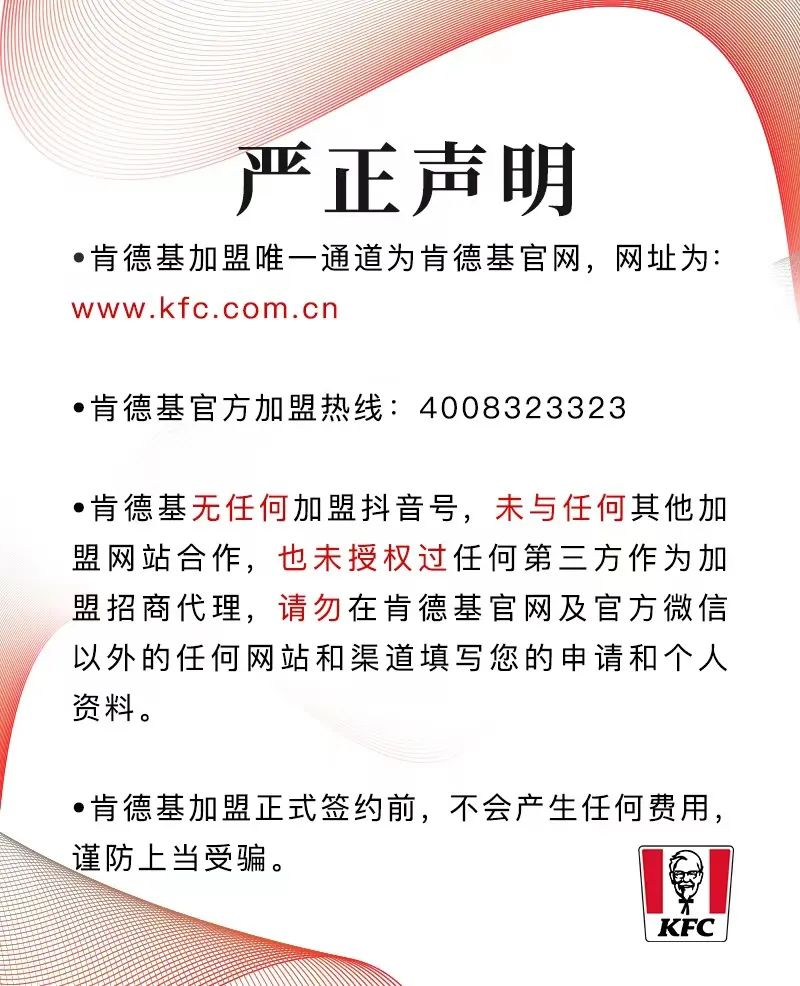 严正声明
•肯德基加盟唯一通道为肯德基官网，网址为：
www.kfc.com.cn
•肯德基官方加盟热线：4008323323
•肯德基无任何加盟抖音号，未与任何其他加
盟网站合作，也未授权过任何第三方作为加
盟招商代理，请勿在肯德基官网及官方微信
以外的任何网站和渠道填写您的申请和个人
资料。
•肯德基加盟正式签约前，不会产生任何费用，
谨防上当受骗。
KFC